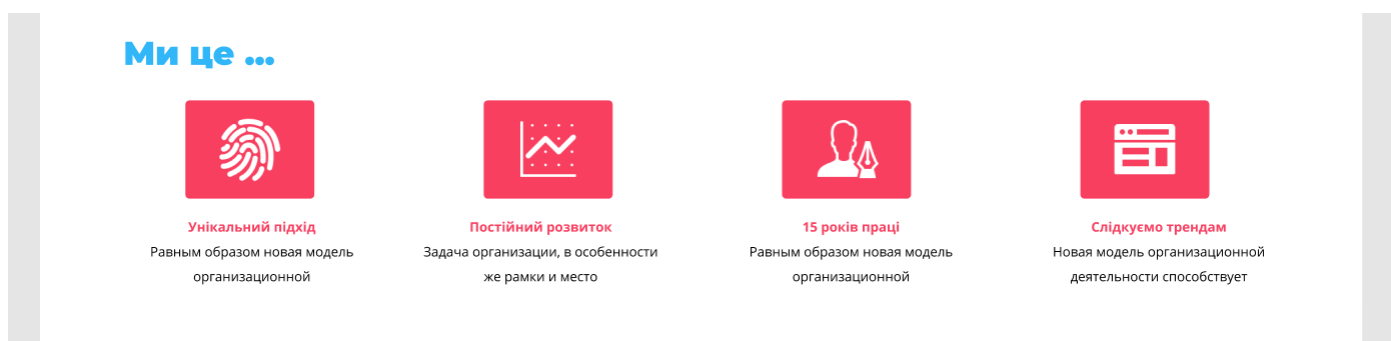 Ми це ...
Унікальний підхід
Равным образом новая модель
организационной
Постійний розвиток
Задача организации, в особенности
же рамки и место
15 років праці
Равным образом новая модель
организационной
Слідкуємо трендам
Новая модель организационной
деятельности способствует